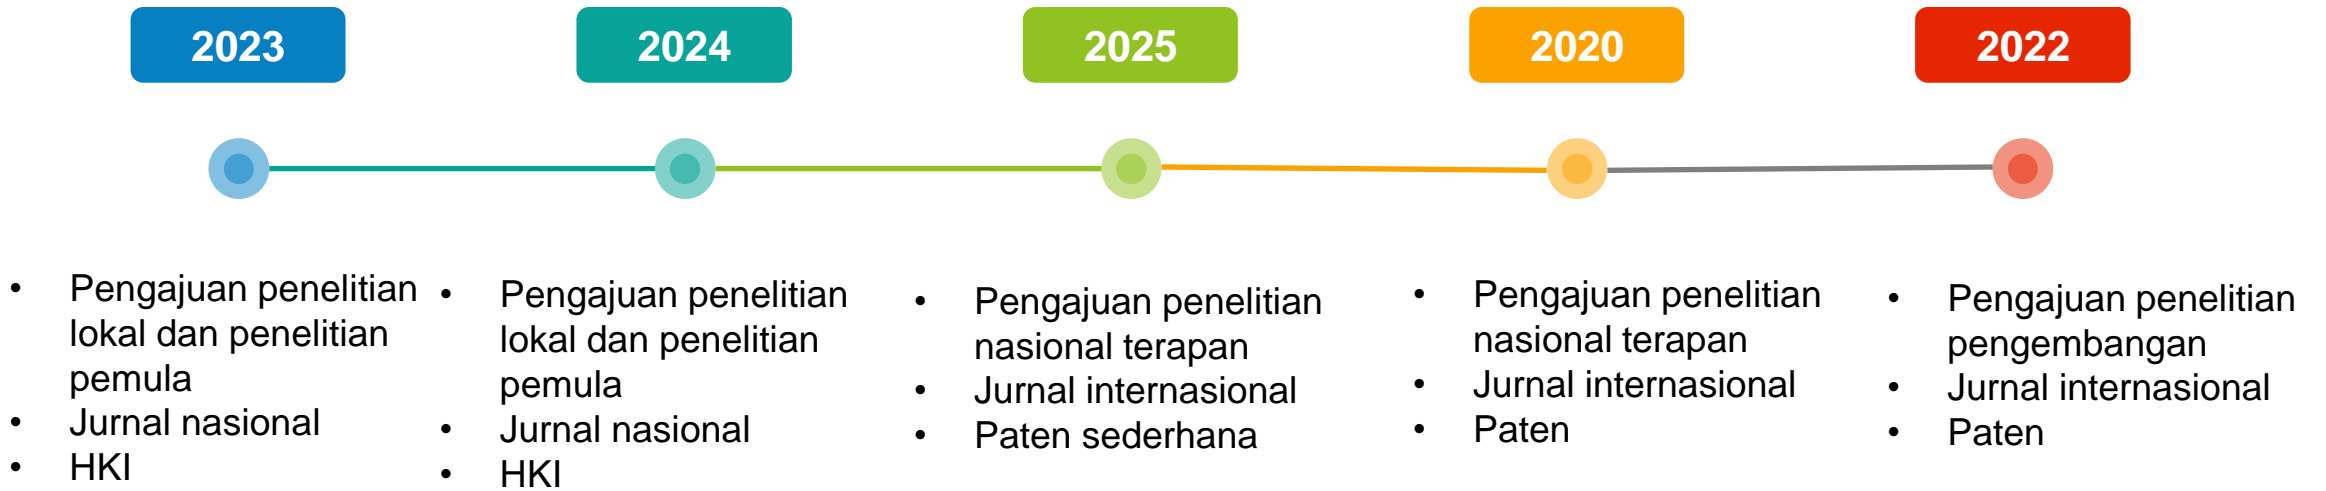 2023
2024
2025
2020
2022
• Pengajuan penelitian
lokal dan penelitian
pemula
• Jurnal nasional
• HKI
• Pengajuan penelitian
lokal dan penelitian
pemula
• Jurnal nasional
• HKI
• Pengajuan penelitian
nasional terapan
• Jurnal internasional
• Paten sederhana
• Pengajuan penelitian
nasional terapan
• Jurnal internasional
• Paten
• Pengajuan penelitian
pengembangan
• Jurnal internasional
• Paten